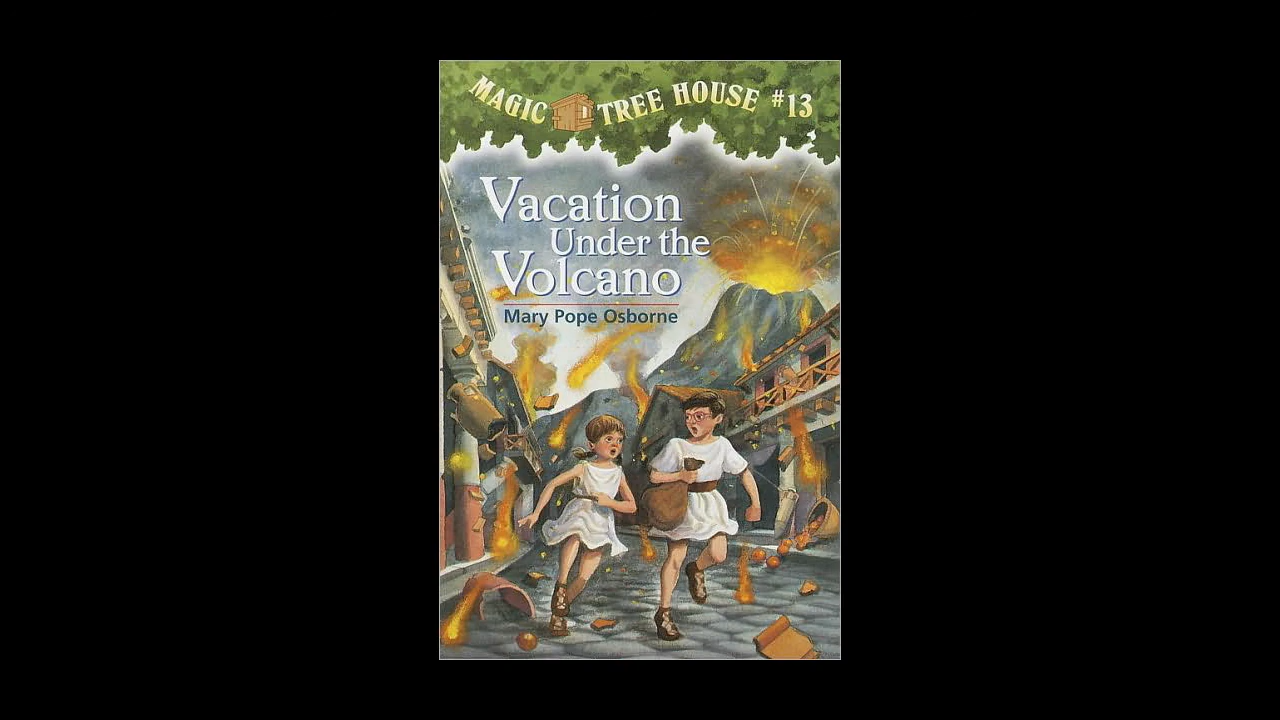 MAGIC TREE HOUSE #13
Vacation
Under the
Volcano
Mary Pope Osborne